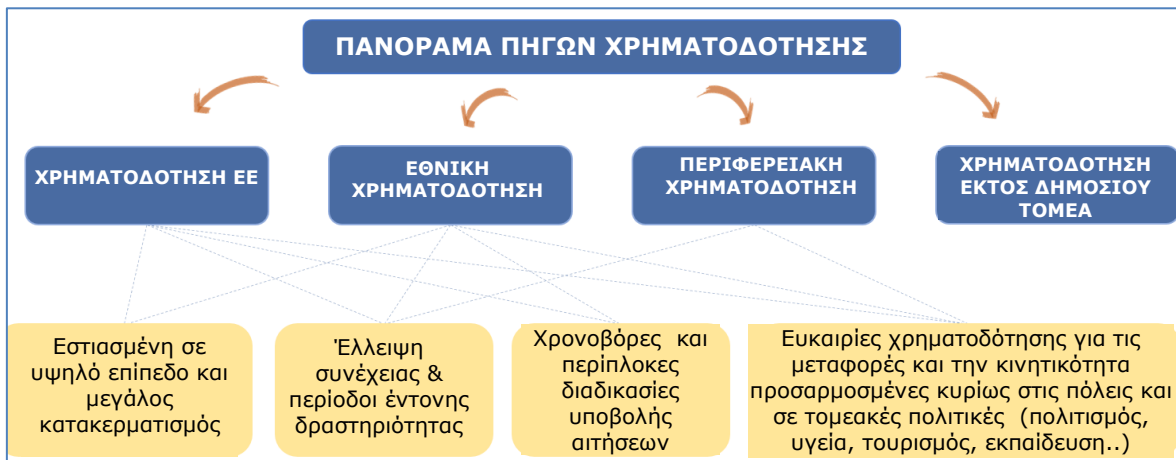 ΠΑΝΟΡΑΜΑ ΠΗΓΩΝ ΧΡΗΜΑΤΟΔΟΤΗΣΗΣ
ΧΡΗΜΑΤΟΔΟΤΗΣΗ ΕΕ
ΕΘΝΙΚΗ
ΧΡΗΜΑΤΟΔΟΤΗΣΗ
ΠΕΡΙΦΕΡΕΙΑΚΗ
ΧΡΗΜΑΤΟΔΟΤΗΣΗ
ΧΡΗΜΑΤΟΔΟΤΗΣΗ
ΕΚΤΟΣ ΔΗΜΟΣΙΟΥ
ΤΟΜΕΑ
Εστιασμένη σε
υψηλό επίπεδο και
μεγάλος
κατακερματισμός
Έλλειψη
συνέχειας &
περίοδοι έντονης
δραστηριότητας
Χρονοβόρες και
περίπλοκες
διαδικασίες
υποβολής
αιτήσεων
Ευκαιρίες χρηματοδότησης για τις
μεταφορές και την κινητικότητα
προσαρμοσμένες κυρίως στις πόλεις και
σε τομεακές πολιτικές (πολιτισμός,
υγεία, τουρισμός, εκπαίδευση..)